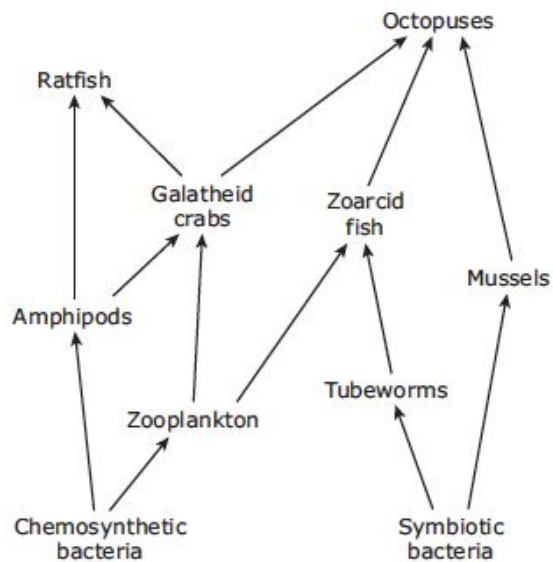 Octopuses
Ratfish
Galatheid
crabs
Zoarcid
fish
Mussels
Amphipods
Tubeworms
Zooplankton
Chemosynthetic
bacteria
Symbiotic
bacteria